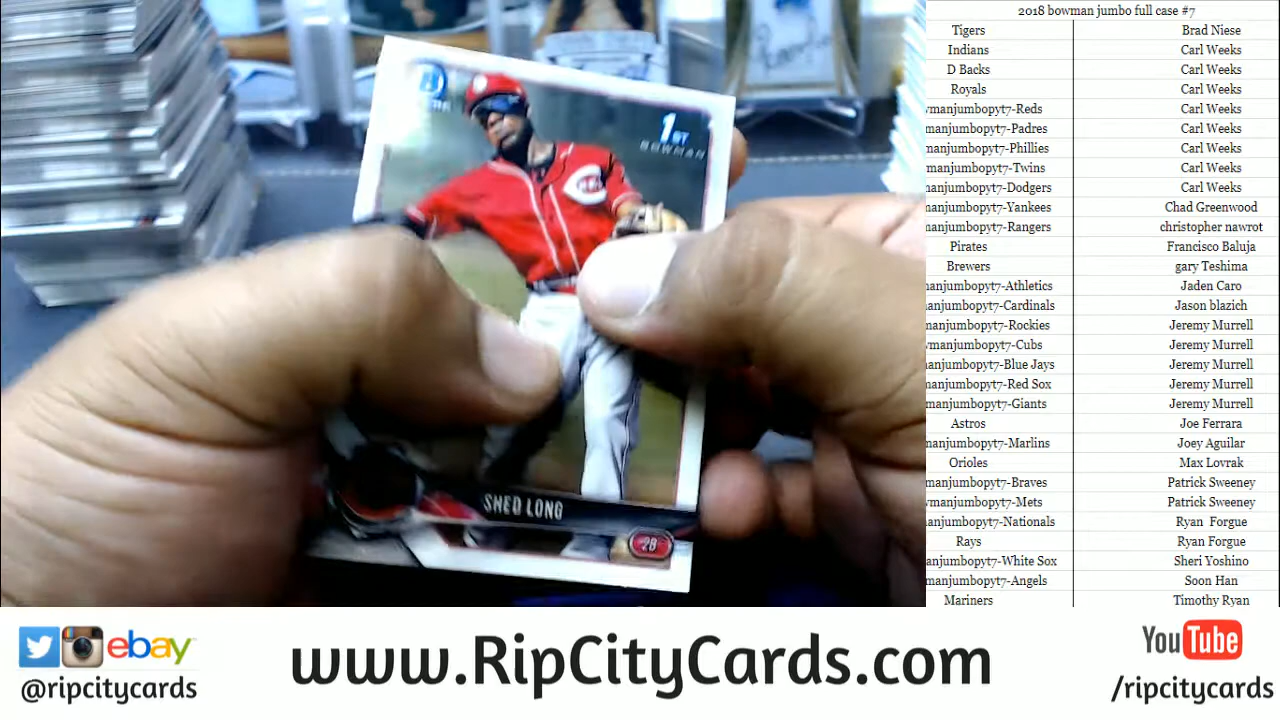 2018 bowman jumbo full case #7
Tigers Brad Niese
Indians Carl Weeks
D Backs Carl Weeks
Royals Carl Weeks
manjumbopyt7-Reds Carl Weeks
manjumbopyt7-Padres Carl Weeks
manjumbopyt7-Phillies Carl Weeks
manjumbopyt7-Twins Carl Weeks
manjumbopyt7-Dodgers Carl Weeks
manjumbopyt7-Yankees Chad Greenwood
manjumbopyt7-Rangers christopher nawrot
Pirates Francisco Baluja
Brewers gary Teshima
manjumbopyt7-Athletics Jaden Caro
manjumbopyt7-Cardinals Jason blazich
manjumbopyt7-Rockies Jeremy Murrell
manjumbopyt7-Cubs Jeremy Murrell
manjumbopyt7-Blue Jays Jeremy Murrell
manjumbopyt7-Red Sox Jeremy Murrell
manjumbopyt7-Giants Jeremy Murrell
Astros Joe Ferrara
manjumbopyt7-Marlins Joey Aguilar
Orioles Max Lovrak
manjumbopyt7-Braves Patrick Sweeney
manjumbopyt7-Mets Patrick Sweeney
anjumbopyt7-Nationals Ryan Forgue
Rays Ryan Forgue
manjumbopyt7-White Sox Sheri Yoshino
manjumbopyt7-Angels Soon Han
Mariners Timothy Ryan
1ST
BOWMAN
C
SHED LONG
28
ebay
@ripcitycards
www.RipCityCards.com
YouTube
/ripcitycards